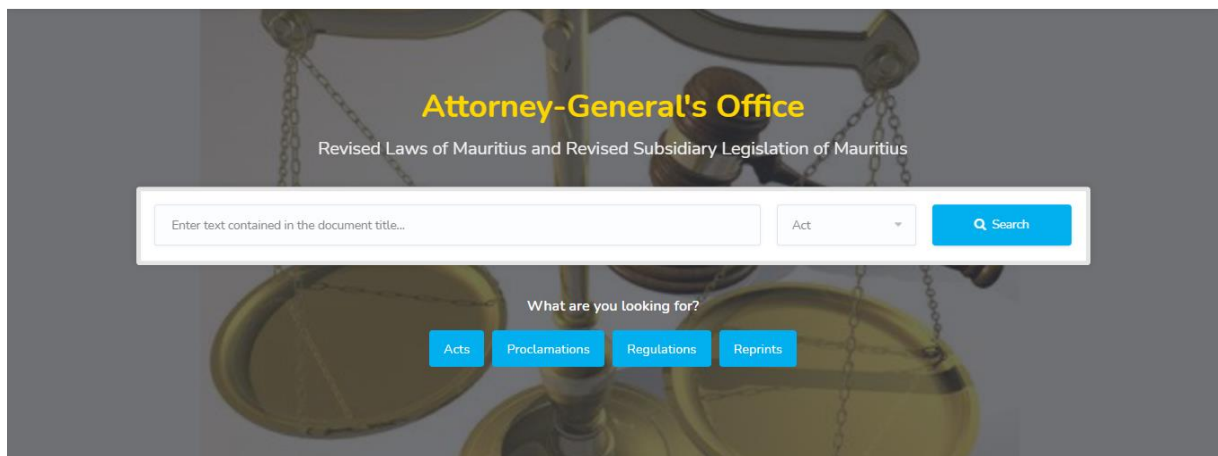 Attorney-General's Office
Revised Laws of Mauritius and Revised Subsidiary Legislation of Mauritius
Enter text contained in the document title...
Act
Search
What are you looking for?
Acts
Proclamations
Regulations
Reprints